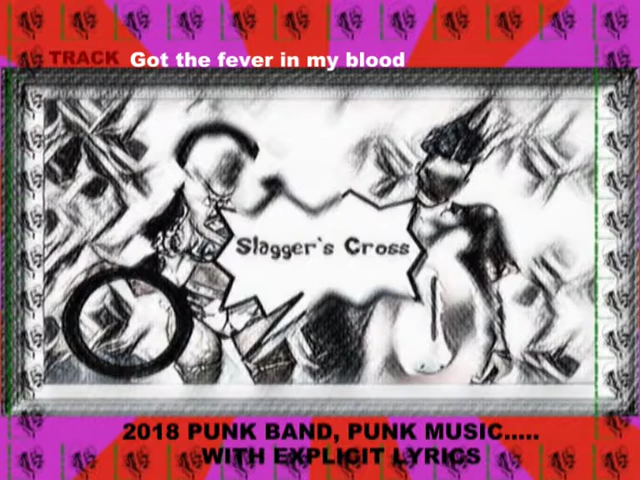 TRACK Got the fever in my blood
Slagger's Cross
2018 PUNK BAND, PUNK MUSIC.....
WITH EXPLICIT LYRICS